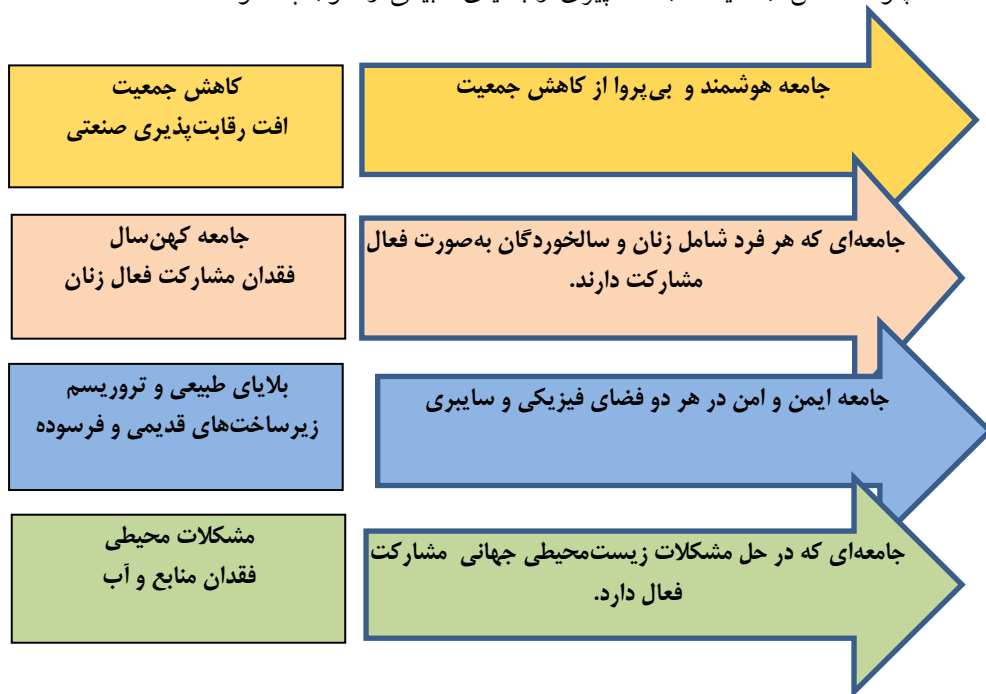 کاهش جمعیت
افت رقابت‌پذیری صنعتی
جامعه هوشمند و بی‌پروا از کاهش جمعیت
جامعه کهن‌سال
فقدان مشارکت فعال زنان
جامعه‌ای که هر فرد شامل زنان و سالخوردگان به‌صورت فعال
مشارکت دارند.
بلایای طبیعی و تروریسم
زیرساخت‌های قدیمی و فرسوده
جامعه ایمن و امن در هر دو فضای فیزیکی و سایبری
مشکلات محیطی
فقدان منابع و آب
جامعه‌ای که در حل مشکلات زیست‌محیطی جهانی مشارکت
فعال دارد.